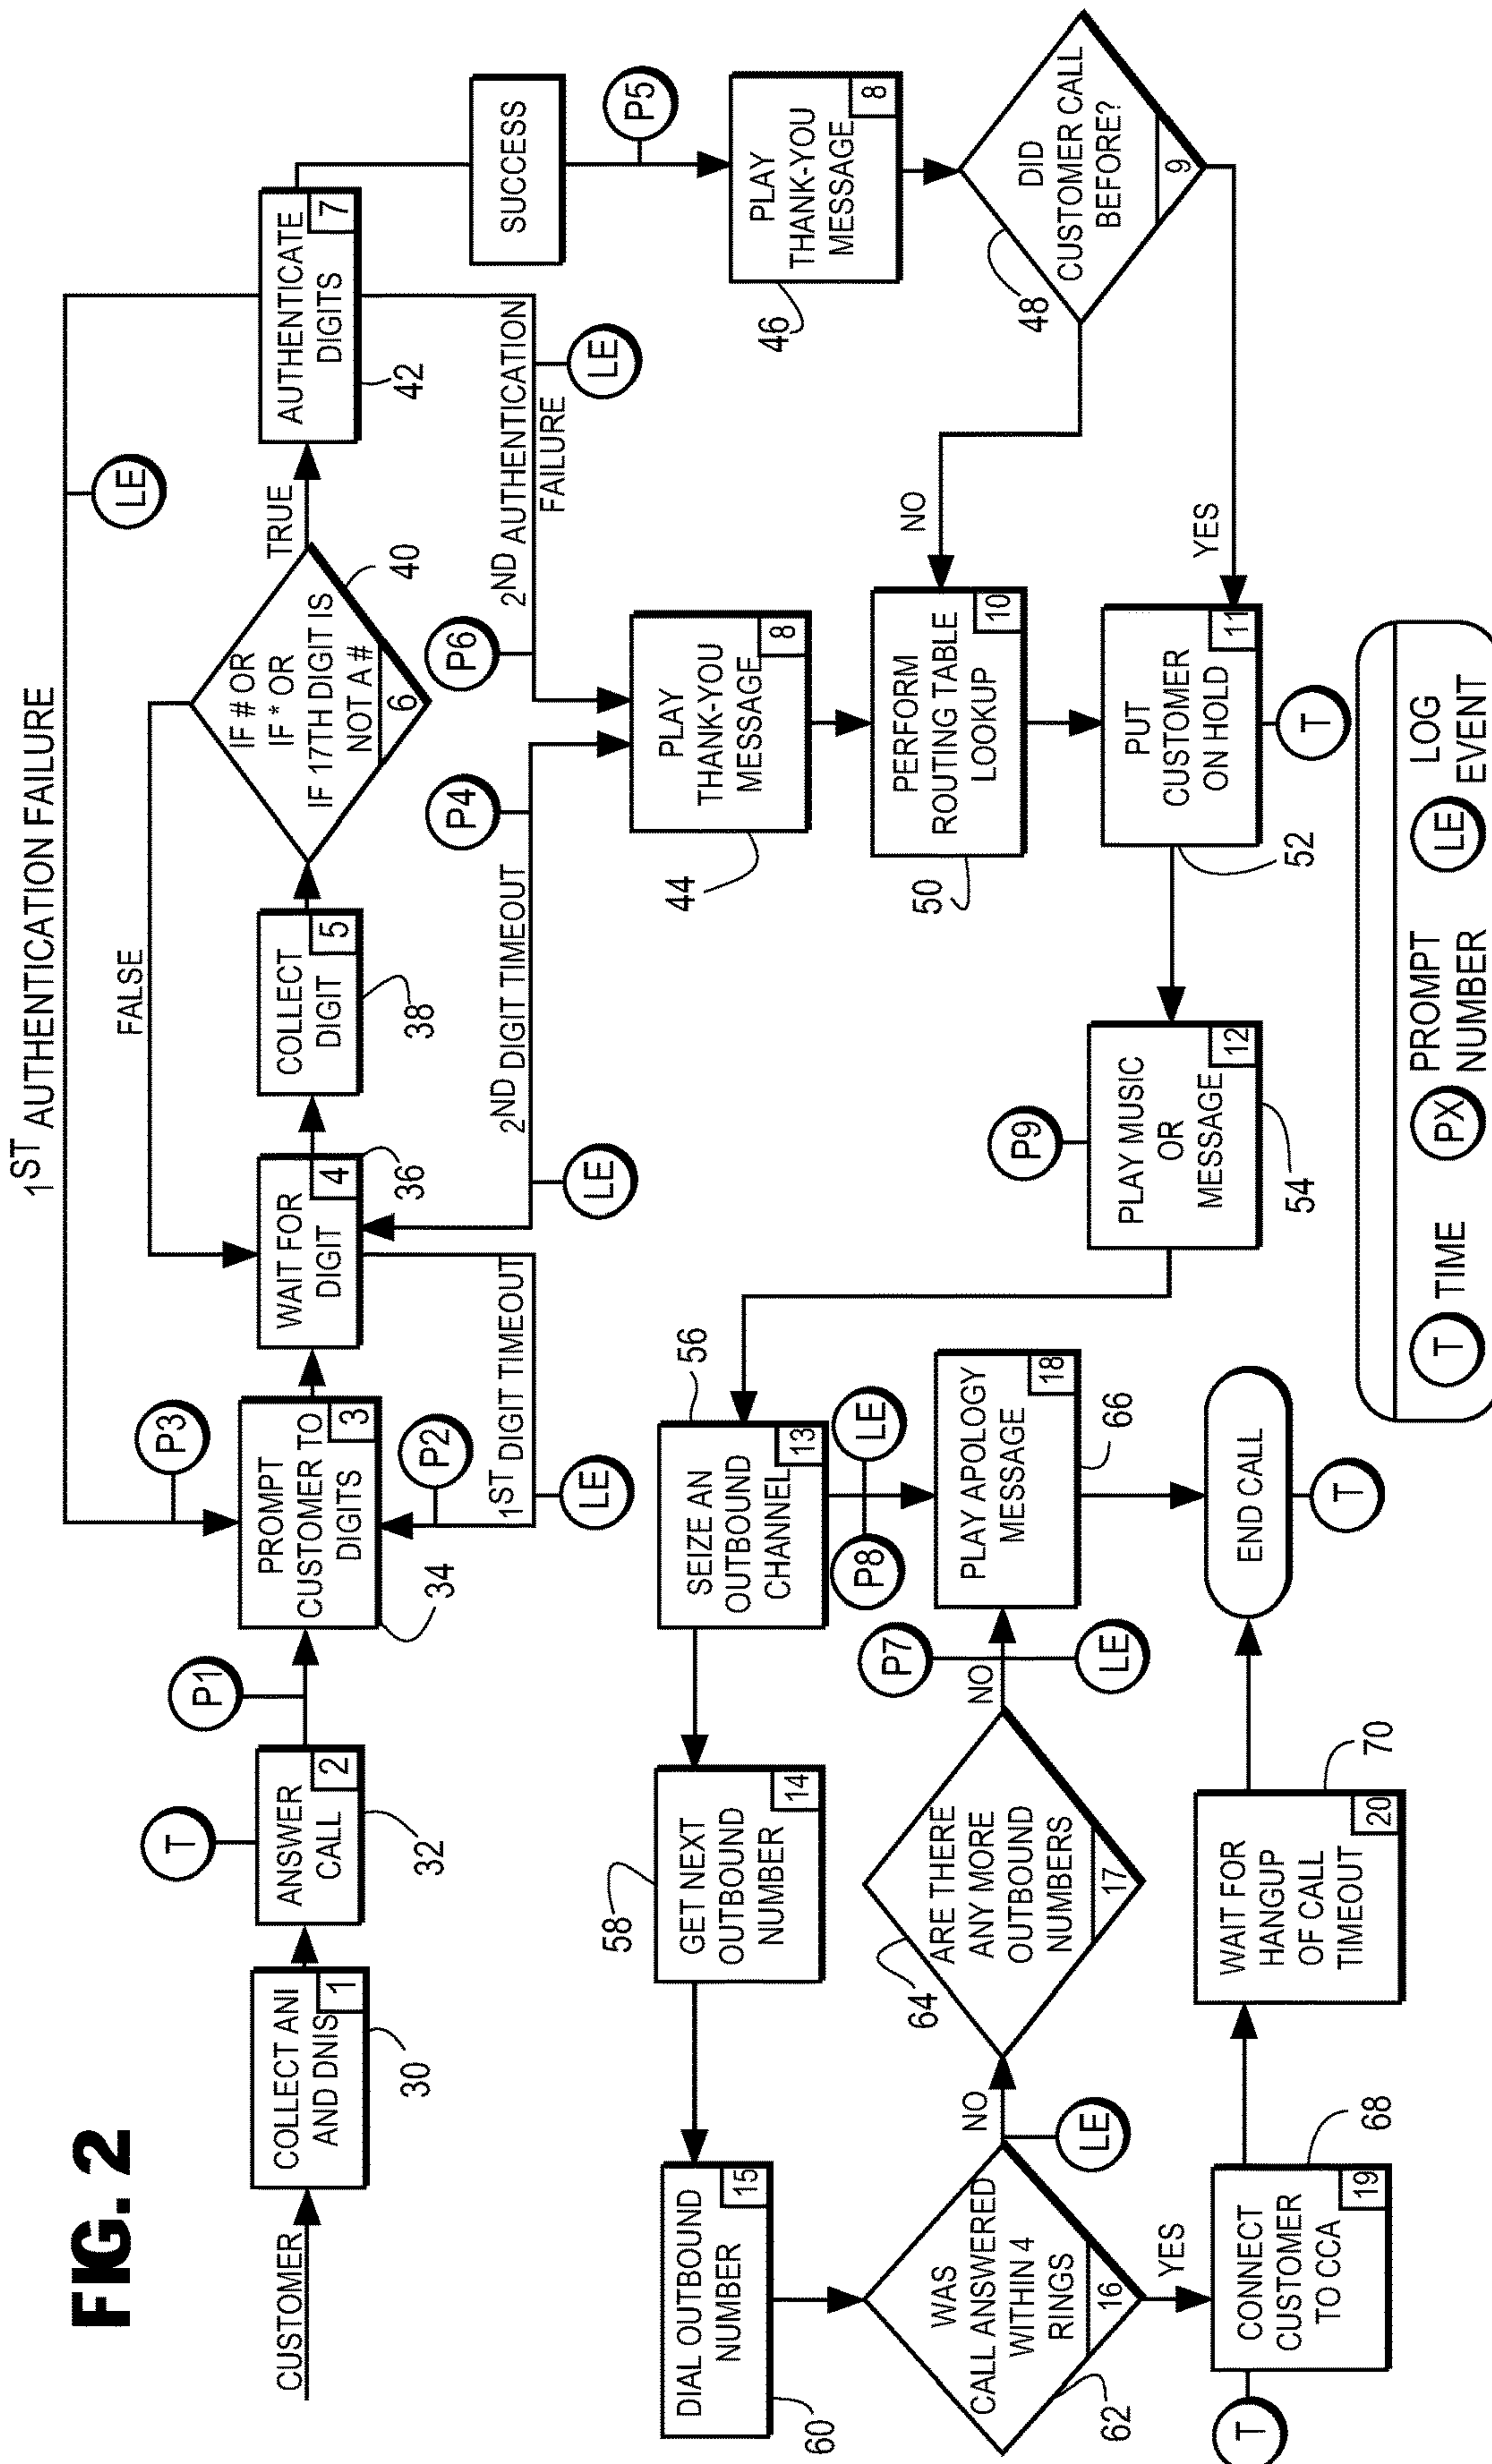 FIG. 2
CUSTOMER
COLLECT ANI
AND DNIS
1
30
T
ANSWER
CALL
2
32
P1
PROMPT
CUSTOMER TO
DIGITS
3
34
P3
P2
1ST DIGIT TIMEOUT
LE
WAIT FOR
DIGIT
4
36
COLLECT
DIGIT
5
38
2ND DIGIT TIMEOUT
LE
P4
IF # OR
IF * OR
IF 17TH DIGIT IS
NOT A #
6
40
FALSE
TRUE
1ST AUTHENTICATION FAILURE
LE
AUTHENTICATE
DIGITS
7
42
2ND AUTHENTICATION
FAILURE
LE
P6
SUCCESS
P5
PLAY
THANK-YOU
MESSAGE
8
44
PLAY
THANK-YOU
MESSAGE
8
46
DID
CUSTOMER CALL
BEFORE?
9
48
NO
YES
PERFORM
ROUTING TABLE
LOOKUP
10
50
PUT
CUSTOMER
ON HOLD
11
52
T
P9
PLAY MUSIC
OR
MESSAGE
12
54
SEIZE AN
OUTBOUND
CHANNEL
13
56
P8
LE
GET NEXT
OUTBOUND
NUMBER
14
58
DIAL OUTBOUND
NUMBER
15
60
WAS
CALL ANSWERED
WITHIN 4
RINGS
16
62
NO
LE
YES
ARE THERE
ANY MORE
OUTBOUND
NUMBERS
17
64
NO
P7
LE
PLAY APOLOGY
MESSAGE
18
66
T
CONNECT
CUSTOMER
TO CCA
19
68
WAIT FOR
HANGUP
OF CALL
TIMEOUT
20
70
END CALL
T
T
TIME
PX
PROMPT
NUMBER
LE
LOG
EVENT